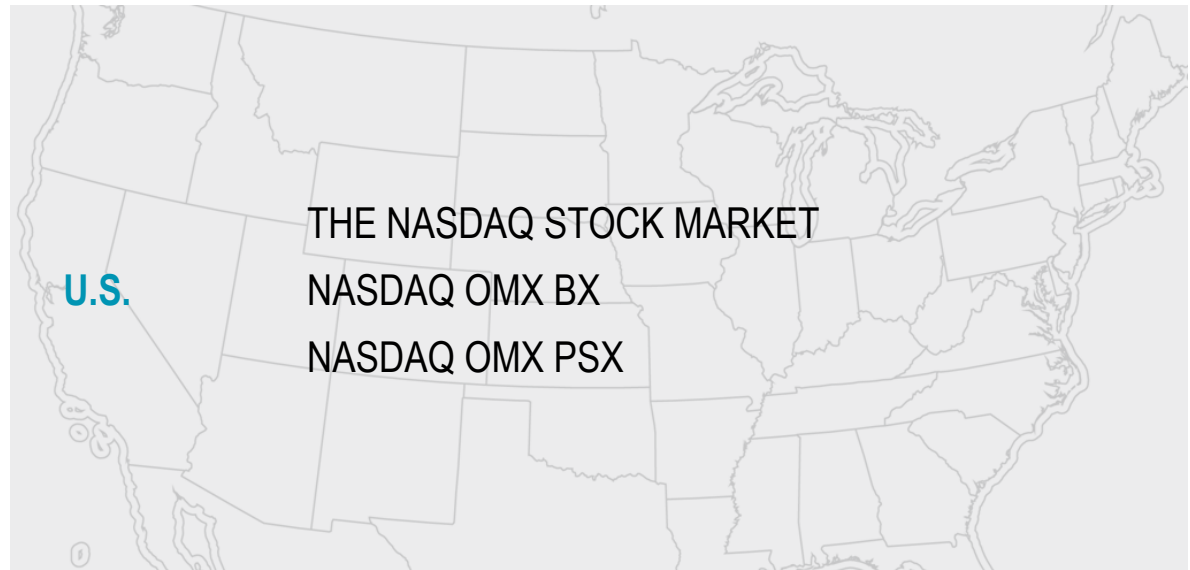 THE NASDAQ STOCK MARKET
U.S. NASDAQ OMX BX
NASDAQ OMX PSX